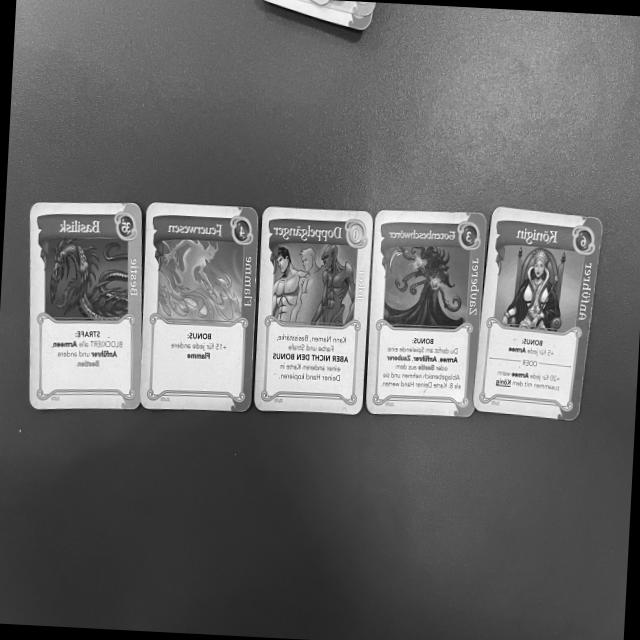 35
Basilisk
Bestie
STRAFE:
BLOCKIERT alle Armeen,
Anführer und andere
Bestien.
4
Feuerwesen
Flamme
BONUS:
+15 für jede andere
Flamme
0
Doppelgänger
Kann Namen, Basisstärke,
Farbe und Strafe
ABER NICHT DEN BONUS
einer anderen Karte in
Deiner Hand kopieren.
3
Totenbeschwörer
Zauberer
BONUS:
Du darfst am Spielende eine
Armee, Anführer, Zauberer
oder Bestie aus dem
Ablagebereich nehmen und sie
als Karte Deiner Hand werten.
6
Königin
Anführer
BONUS:
+5 für jede Armee
ODER
+20 für jede Armee wenn
zusammen mit dem König